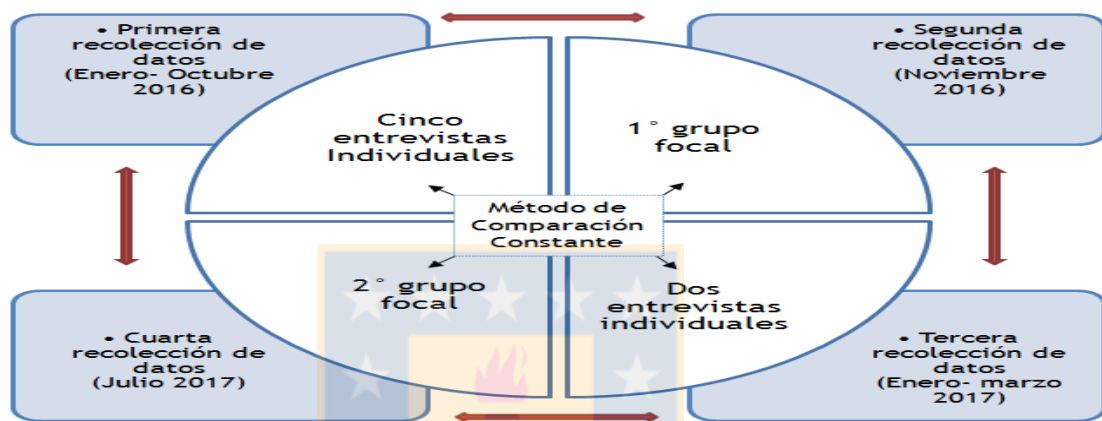 • Primera
recolección de
datos
(Enero- Octubre
2016)
• Segunda
recolección de
datos
(Noviembre
2016)
Cinco
entrevistas
Individuales
1° grupo
focal
Método de
Comparación
Constante
2° grupo
focal
Dos
entrevistas
individuales
• Cuarta
recolección de
datos
(Julio 2017)
• Tercera
recolección de
datos
(Enero- marzo
2017)